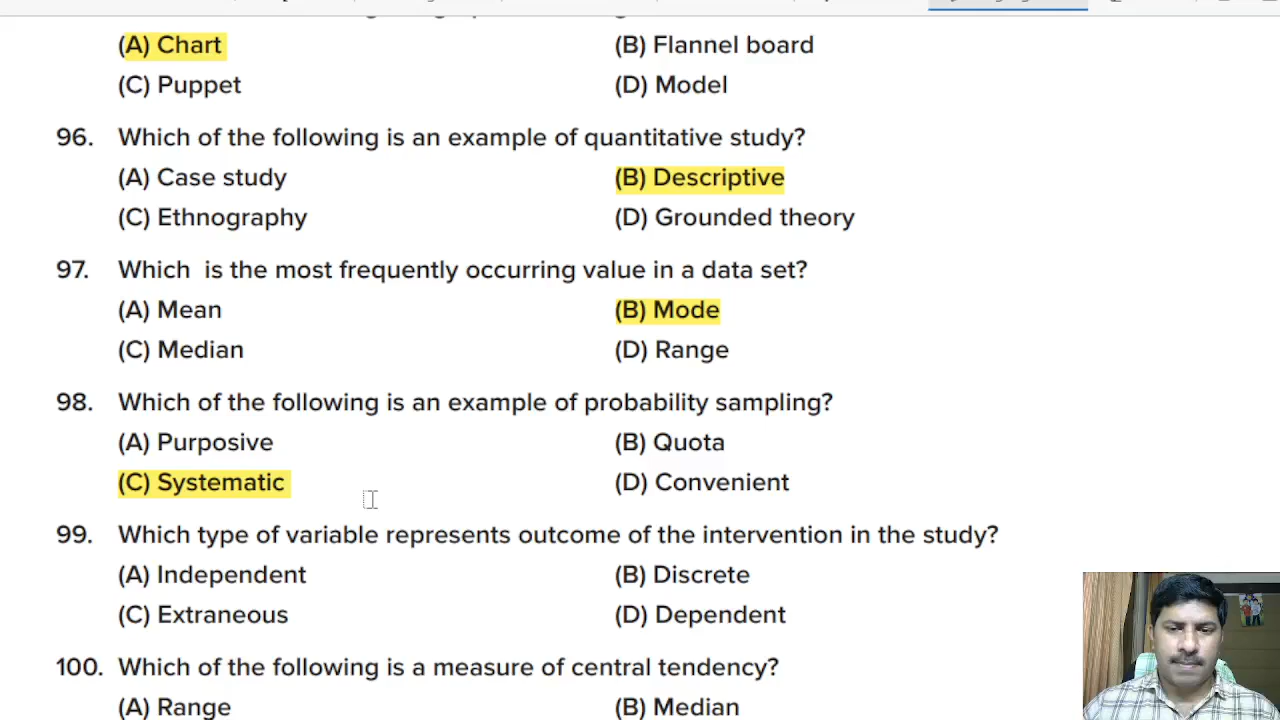 (A) Chart (B) Flannel board
(C) Puppet (D) Model
96. Which of the following is an example of quantitative study?
(A) Case study (B) Descriptive
(C) Ethnography (D) Grounded theory
97. Which is the most frequently occurring value in a data set?
(A) Mean (B) Mode
(C) Median (D) Range
98. Which of the following is an example of probability sampling?
(A) Purposive (B) Quota
(C) Systematic (D) Convenient
99. Which type of variable represents outcome of the intervention in the study?
(A) Independent (B) Discrete
(C) Extraneous (D) Dependent
100. Which of the following is a measure of central tendency?
(A) Range (B) Median